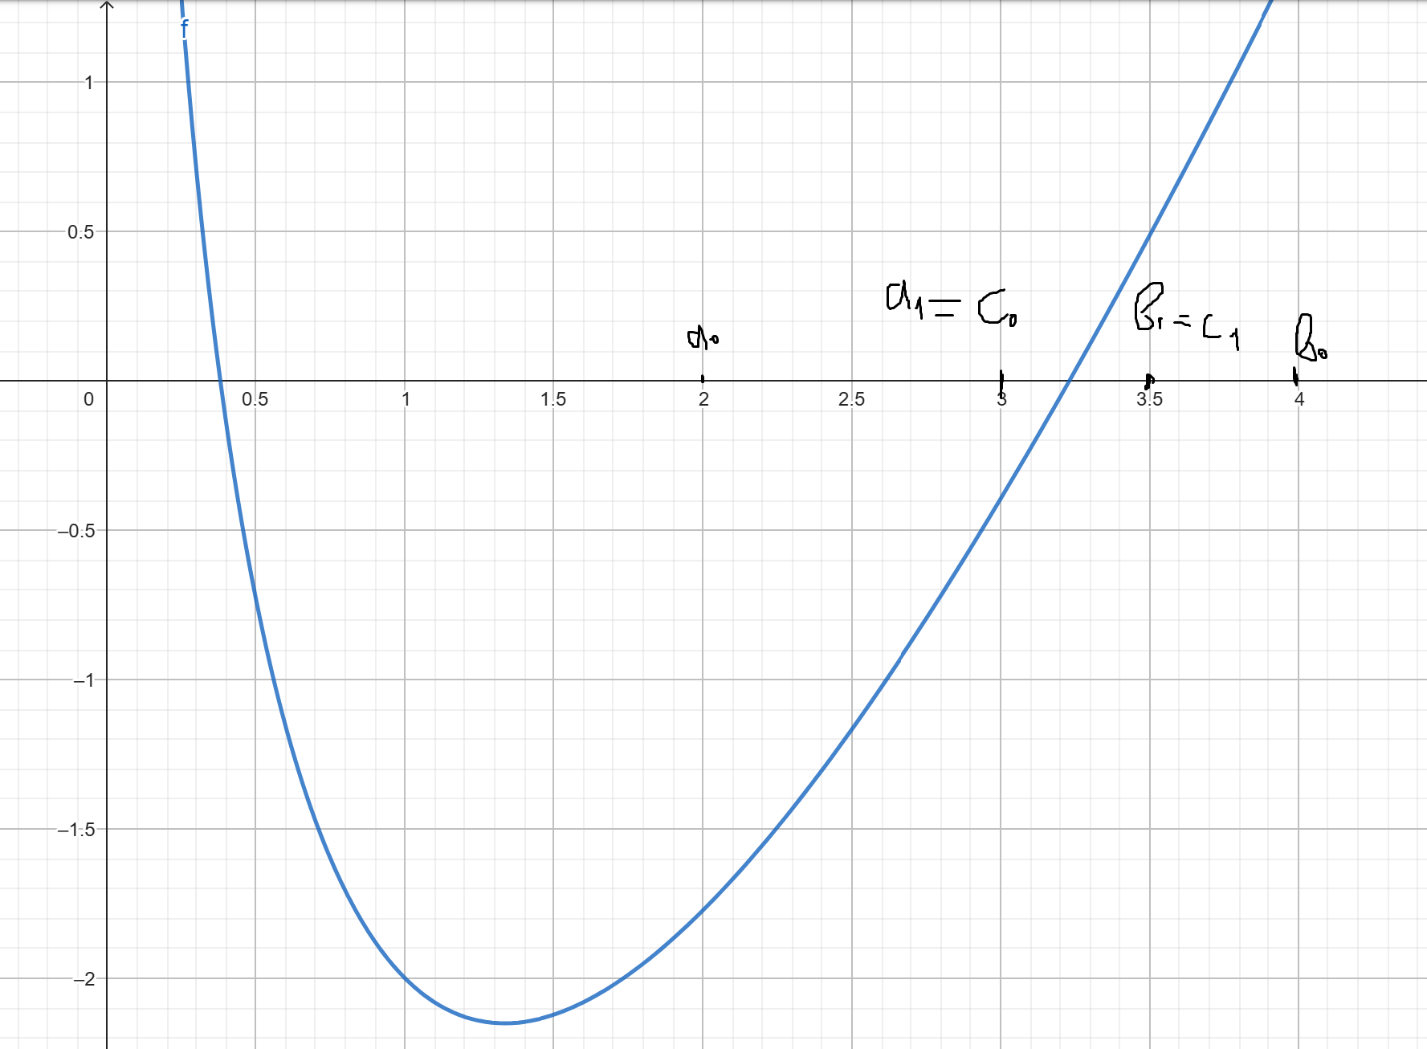 f
1
0.5
a₁ = C₀
B₁ = C₁
a₀
B₀
0 0.5 1 1.5 2 2.5 3 3.5 4
–0.5
–1
–1.5
–2